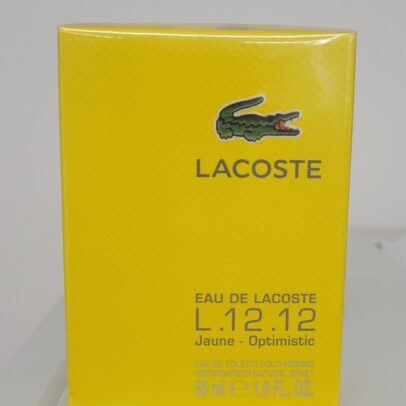 LACOSTE
EAU DE LACOSTE
L.12.12
Jaune - Optimistic
EAU DE TOILETTE POUR HOMME
VAPORISATEUR NATURAL SPRAY
50 ml e 1.6 FL. OZ.